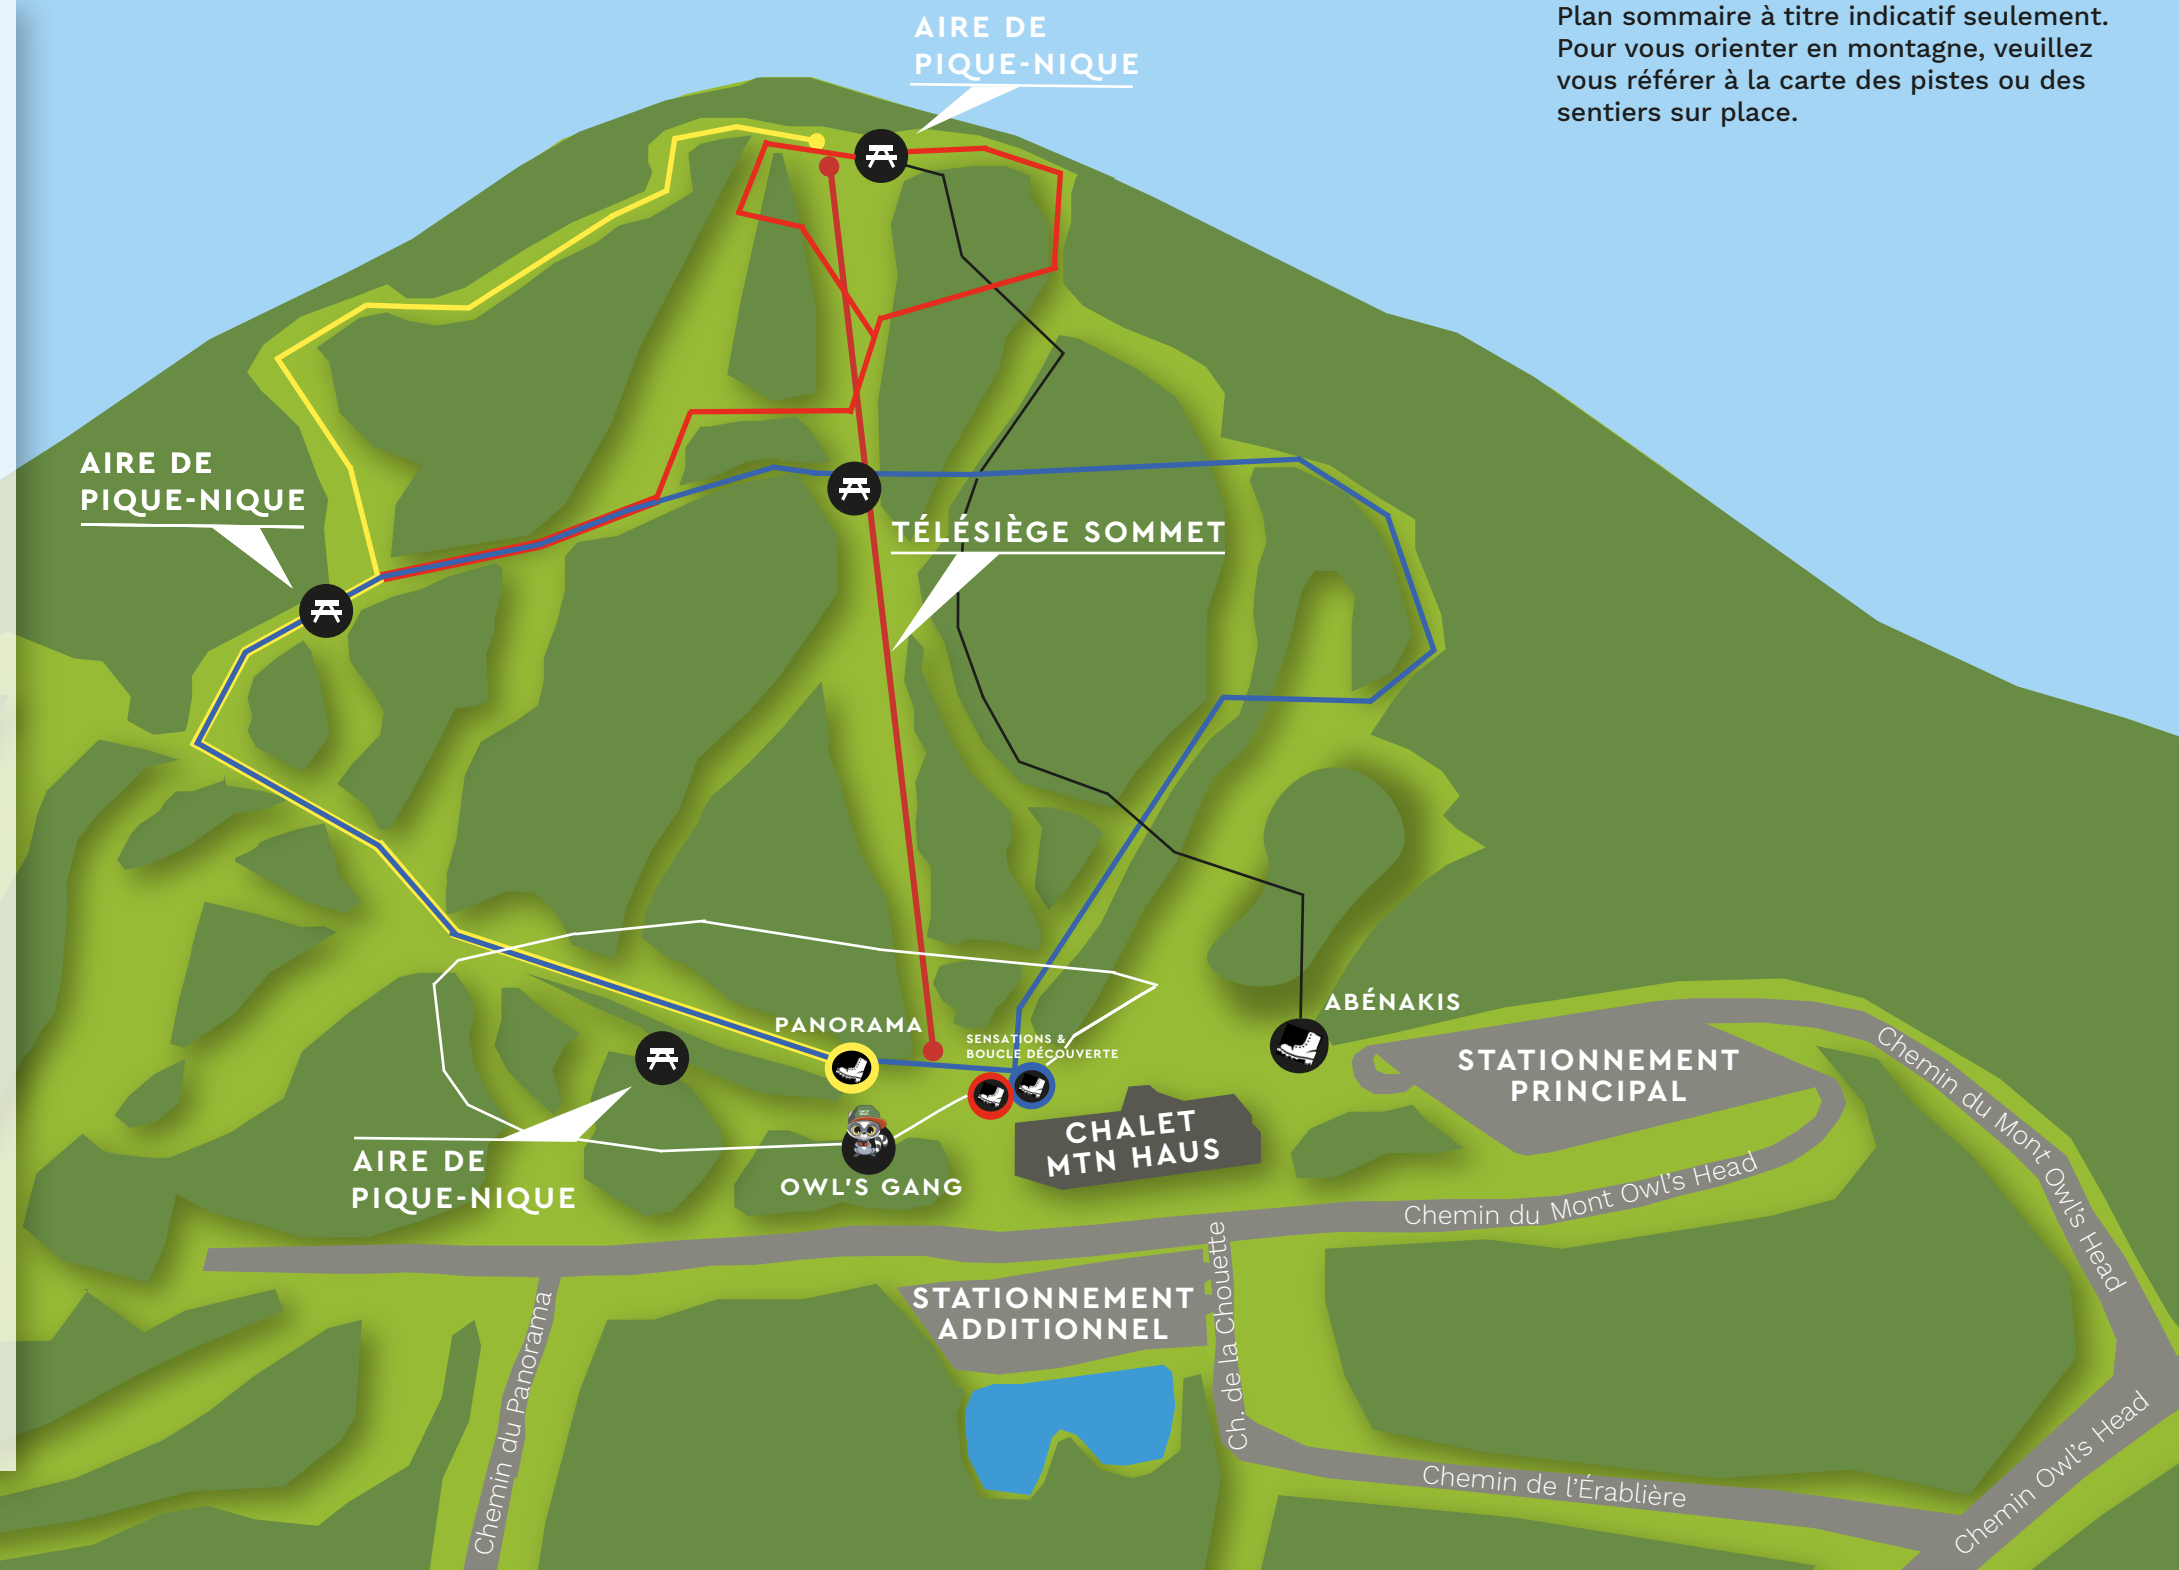 AIRE DE
PIQUE-NIQUE
Plan sommaire à titre indicatif seulement.
Pour vous orienter en montagne, veuillez
vous référer à la carte des pistes ou des
sentiers sur place.
AIRE DE
PIQUE-NIQUE
TÉLÉSIÈGE SOMMET
PANORAMA
SENSATIONS &
BOUCLE DÉCOUVERTE
ABÉNAKIS
STATIONNEMENT
PRINCIPAL
Chemin du Mont Owl's Head
CHALET
MTN HAUS
AIRE DE
PIQUE-NIQUE
OWL'S GANG
Chemin du Mont Owl's Head
STATIONNEMENT
ADDITIONNEL
Ch. de la Chouette
Chemin du Panorama
Chemin de l'Érablière
Chemin Owl's Head